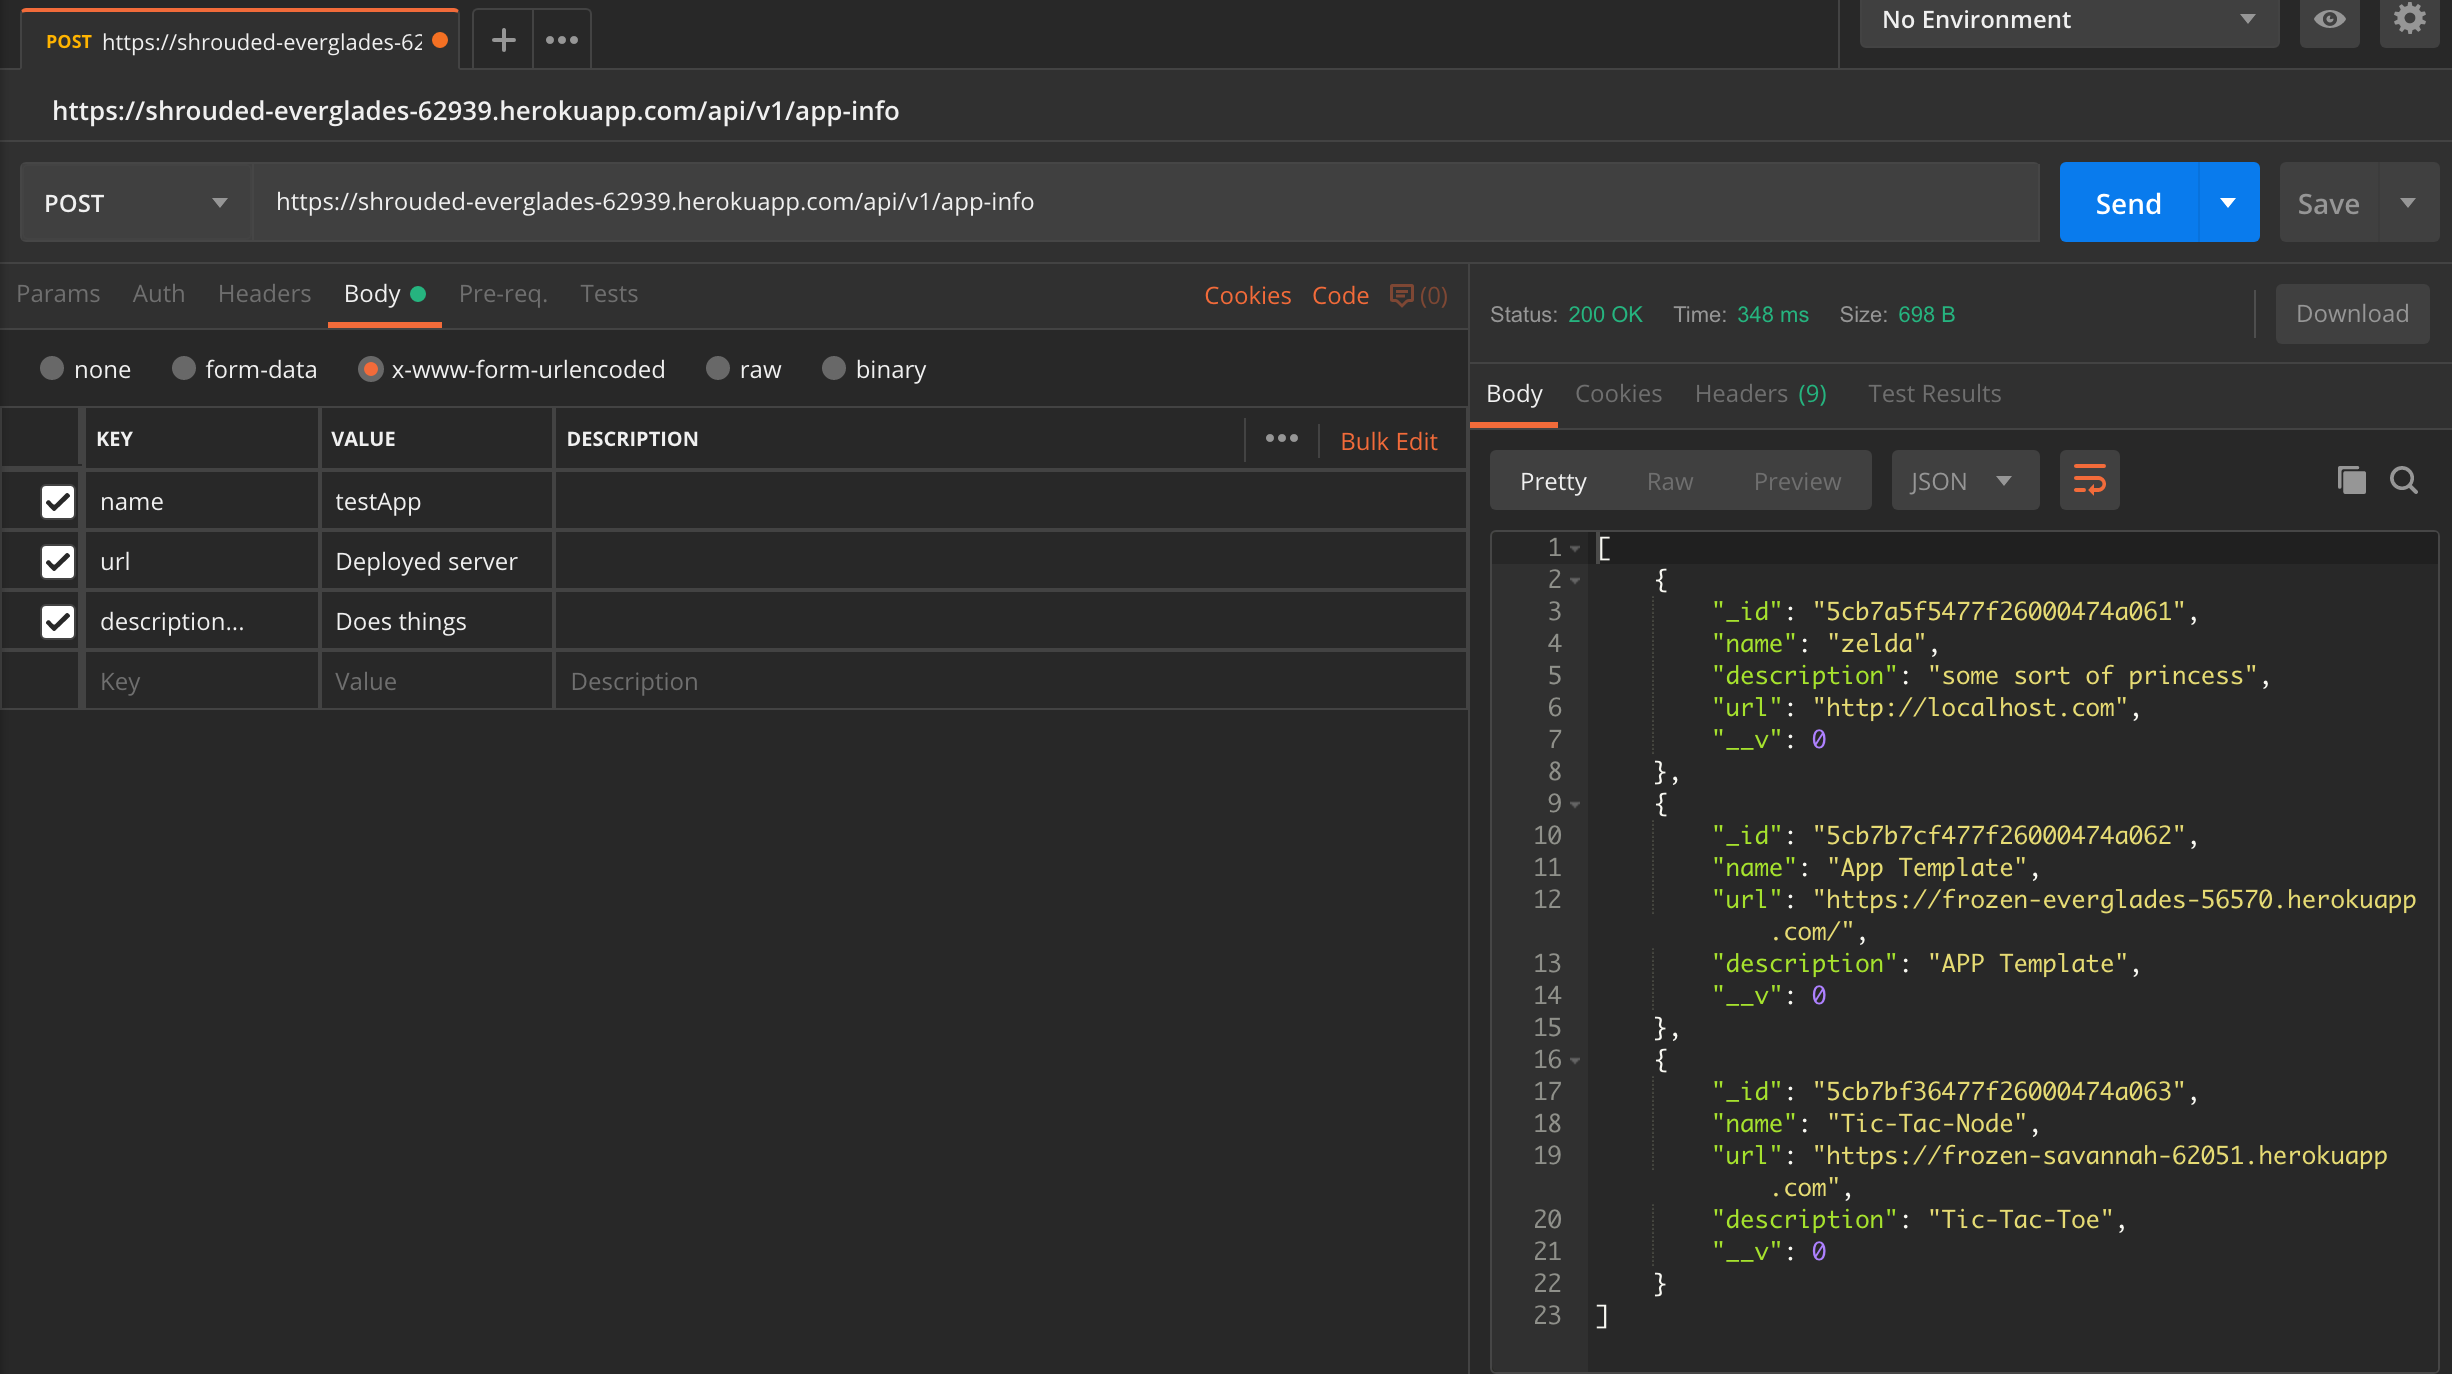 POST https://shrouded-everglades-62
No Environment
https://shrouded-everglades-62939.herokuapp.com/api/v1/app-info
POST https://shrouded-everglades-62939.herokuapp.com/api/v1/app-info Send Save
Params Auth Headers Body Pre-req. Tests Cookies Code (0)
none form-data x-www-form-urlencoded raw binary
KEY VALUE DESCRIPTION Bulk Edit
name testApp
url Deployed server
description... Does things
Key Value Description
Status: 200 OK Time: 348 ms Size: 698 B Download
Body Cookies Headers (9) Test Results
Pretty Raw Preview JSON
1 [
2 {
3 "_id": "5cb7a5f5477f26000474a061",
4 "name": "zelda",
5 "description": "some sort of princess",
6 "url": "http://localhost.com",
7 "__v": 0
8 },
9 {
10 "_id": "5cb7b7cf477f26000474a062",
11 "name": "App Template",
12 "url": "https://frozen-everglades-56570.herokuapp
.com/",
13 "description": "APP Template",
14 "__v": 0
15 },
16 {
17 "_id": "5cb7bf36477f26000474a063",
18 "name": "Tic-Tac-Node",
19 "url": "https://frozen-savannah-62051.herokuapp
.com",
20 "description": "Tic-Tac-Toe",
21 "__v": 0
22 }
23 ]